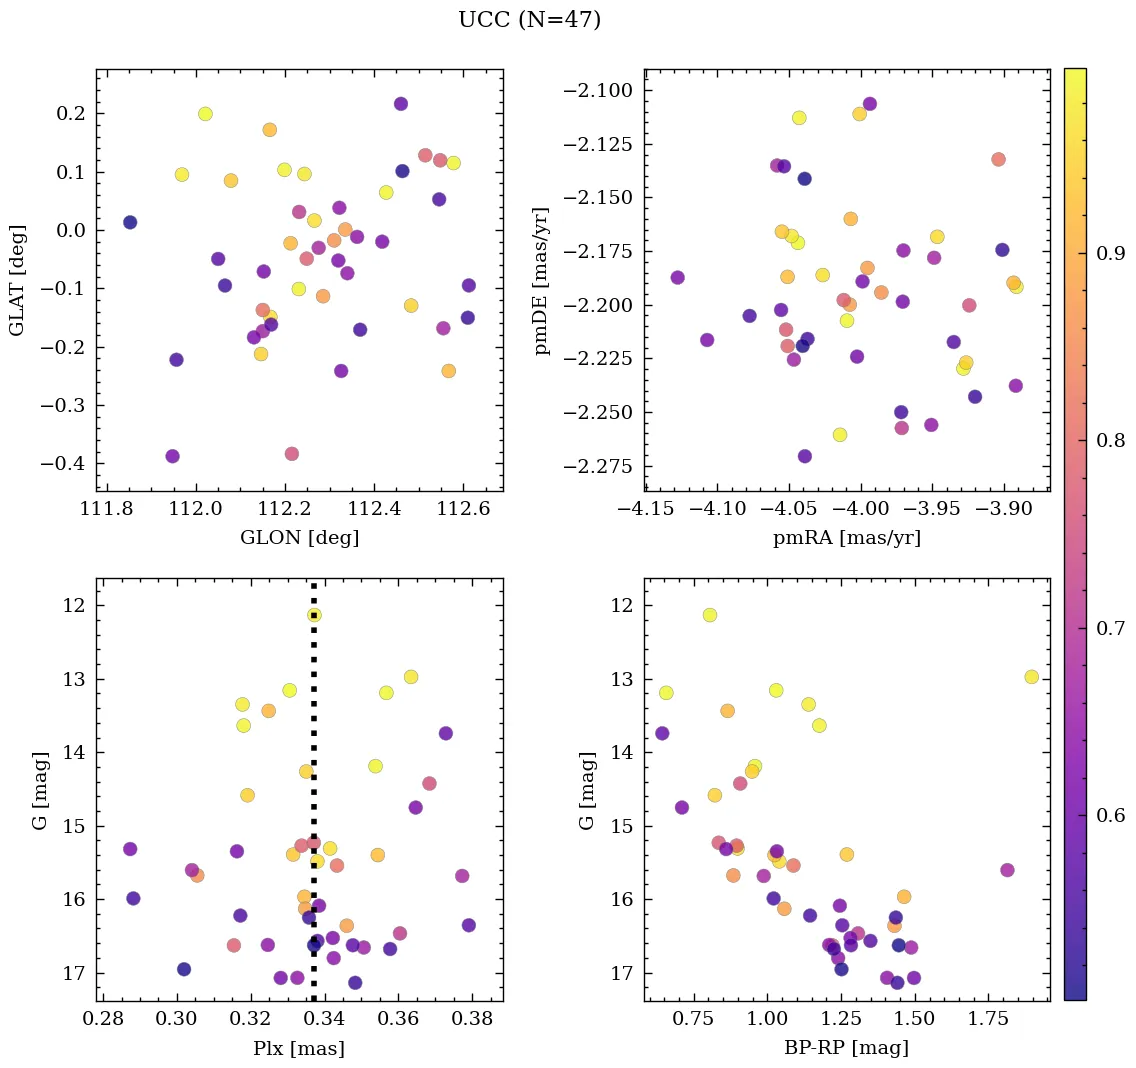 UCC (N=47)
0.2
0.1
0.0
−0.1
−0.2
−0.3
−0.4
GLAT [deg]
111.8 112.0 112.2 112.4 112.6
GLON [deg]
−2.100
−2.125
−2.150
−2.175
−2.200
−2.225
−2.250
−2.275
pmDE [mas/yr]
−4.15 −4.10 −4.05 −4.00 −3.95 −3.90
pmRA [mas/yr]
0.9
0.8
0.7
0.6
12
13
14
15
16
17
G [mag]
0.28 0.30 0.32 0.34 0.36 0.38
Plx [mas]
12
13
14
15
16
17
G [mag]
0.75 1.00 1.25 1.50 1.75
BP-RP [mag]